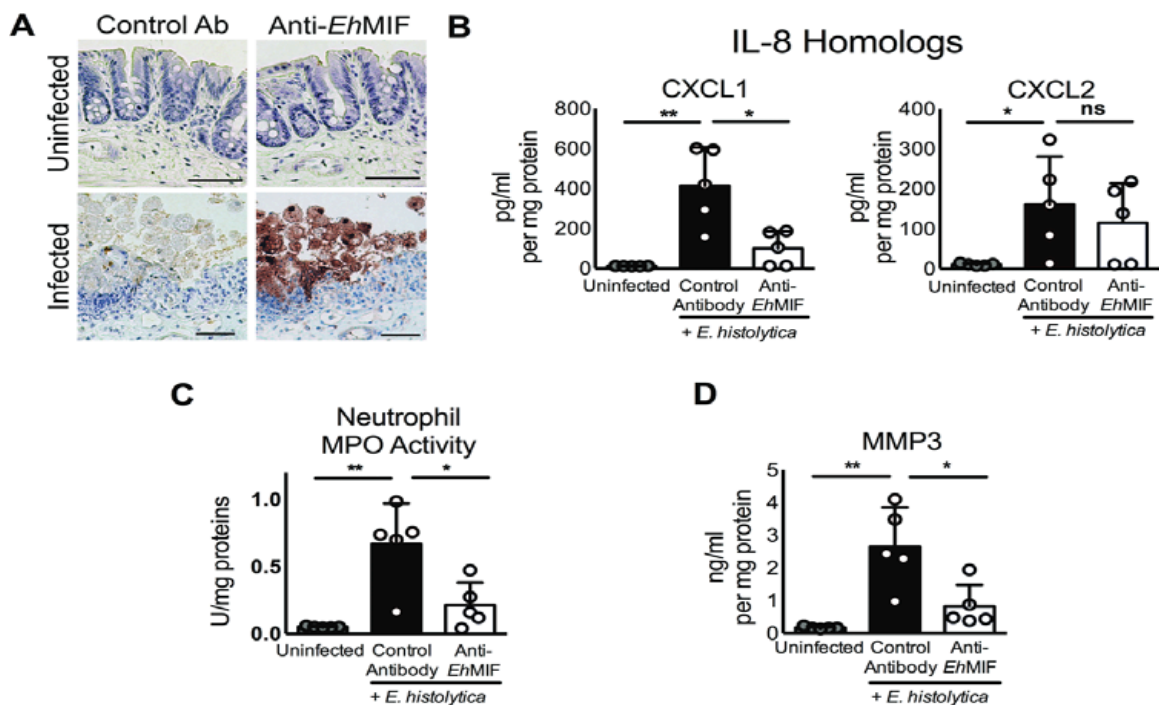 A
Control Ab
Anti-EhMIF
Uninfected
Infected
B
IL-8 Homologs
CXCL1
pg/ml
per mg protein
800
600
400
200
0
**
*
Uninfected
Control
Antibody
Anti-
EhMIF
+ E. histolytica
CXCL2
pg/ml
per mg protein
400
300
200
100
0
*
ns
Uninfected
Control
Antibody
Anti-
EhMIF
+ E. histolytica
C
Neutrophil
MPO Activity
U/mg proteins
1.0
0.5
0.0
**
*
Uninfected
Control
Antibody
Anti-
EhMIF
+ E. histolytica
D
MMP3
ng/ml
per mg protein
5
4
3
2
1
0
**
*
Uninfected
Control
Antibody
Anti-
EhMIF
+ E. histolytica